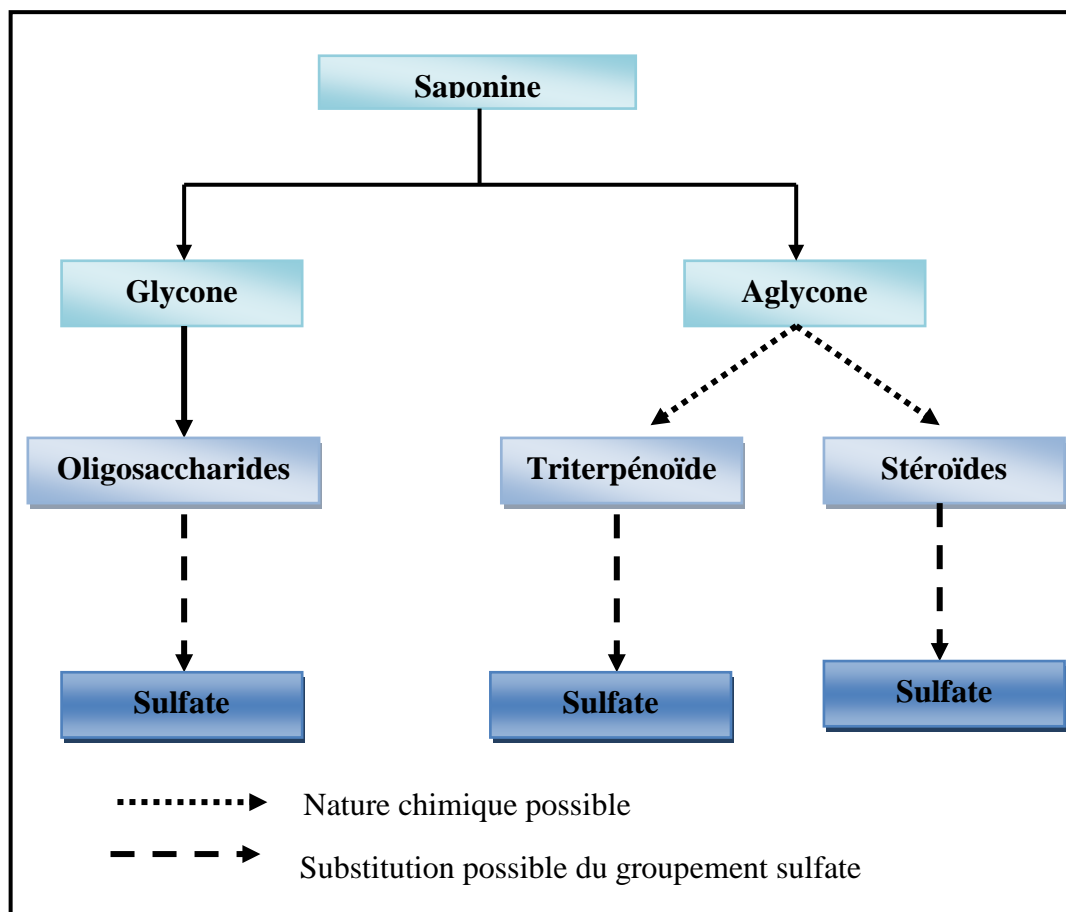 Saponine
Glycone
Aglycone
Oligosaccharides
Triterpénoïde
Stéroïdes
Sulfate
Sulfate
Sulfate
Nature chimique possible
Substitution possible du groupement sulfate